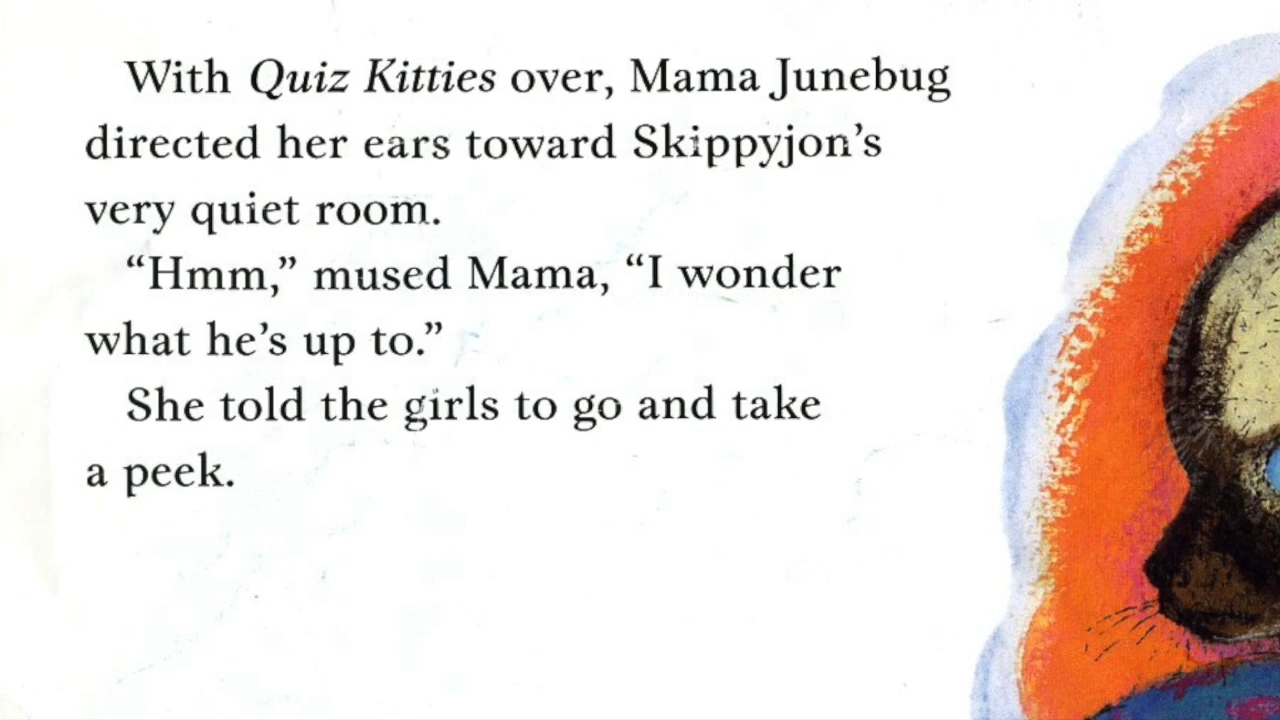 With Quiz Kitties over, Mama Junebug
directed her ears toward Skippyjon’s
very quiet room.
“Hmm,” mused Mama, “I wonder
what he’s up to.”
She told the girls to go and take
a peek.